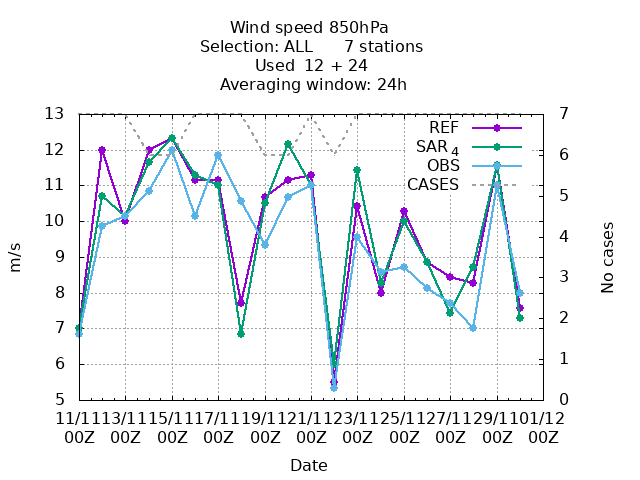 Wind speed 850hPa
Selection: ALL 7 stations
Used 12 + 24
Averaging window: 24h
13
12
11
10
9
8
7
6
5
m/s
7
6
5
4
3
2
1
0
No cases
REF
SAR 4
OBS
CASES
11/11 13/11 15/11 17/11 19/11 21/11 23/11 25/11 27/11 29/11 01/12
00Z 00Z 00Z 00Z 00Z 00Z 00Z 00Z 00Z 00Z 00Z
Date